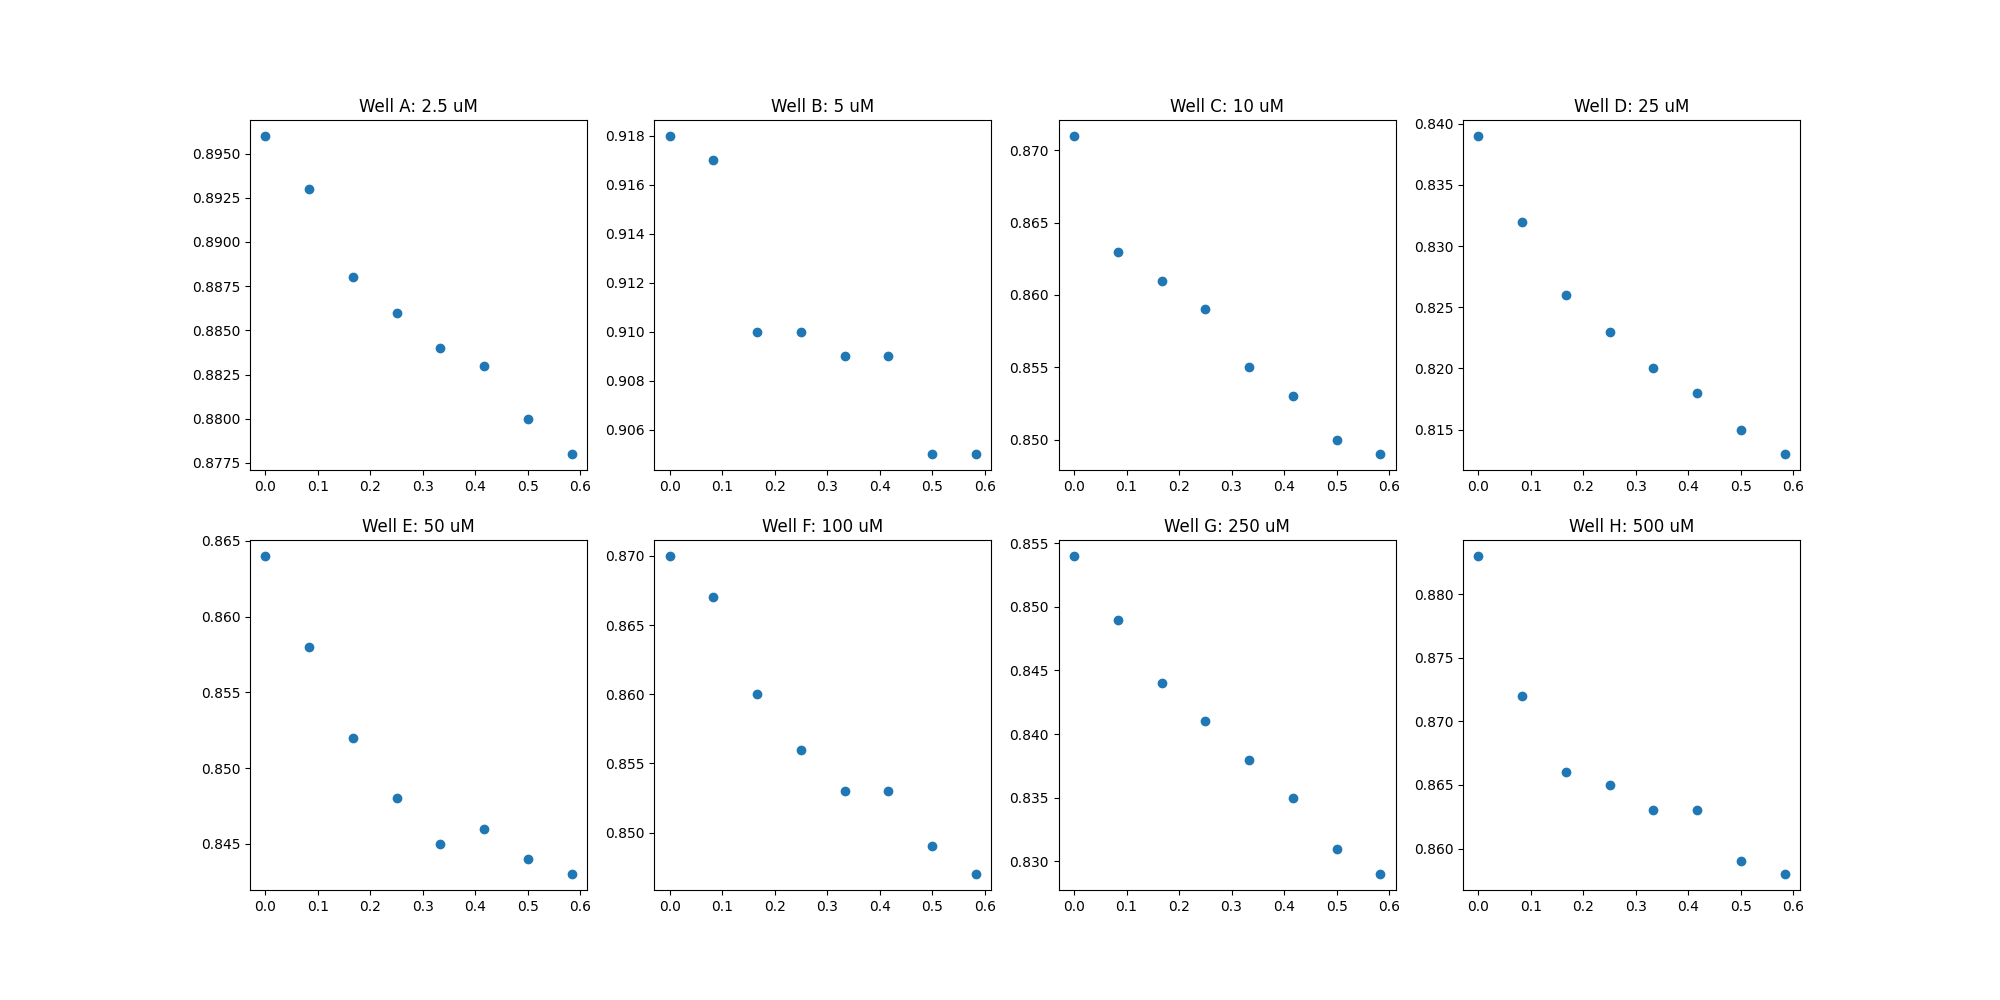 Well A: 2.5 uM
0.8950
0.8925
0.8900
0.8875
0.8850
0.8825
0.8800
0.8775
0.0 0.1 0.2 0.3 0.4 0.5 0.6
Well B: 5 uM
0.918
0.916
0.914
0.912
0.910
0.908
0.906
0.0 0.1 0.2 0.3 0.4 0.5 0.6
Well C: 10 uM
0.870
0.865
0.860
0.855
0.850
0.0 0.1 0.2 0.3 0.4 0.5 0.6
Well D: 25 uM
0.840
0.835
0.830
0.825
0.820
0.815
0.0 0.1 0.2 0.3 0.4 0.5 0.6
Well E: 50 uM
0.865
0.860
0.855
0.850
0.845
0.0 0.1 0.2 0.3 0.4 0.5 0.6
Well F: 100 uM
0.870
0.865
0.860
0.855
0.850
0.0 0.1 0.2 0.3 0.4 0.5 0.6
Well G: 250 uM
0.855
0.850
0.845
0.840
0.835
0.830
0.0 0.1 0.2 0.3 0.4 0.5 0.6
Well H: 500 uM
0.880
0.875
0.870
0.865
0.860
0.0 0.1 0.2 0.3 0.4 0.5 0.6